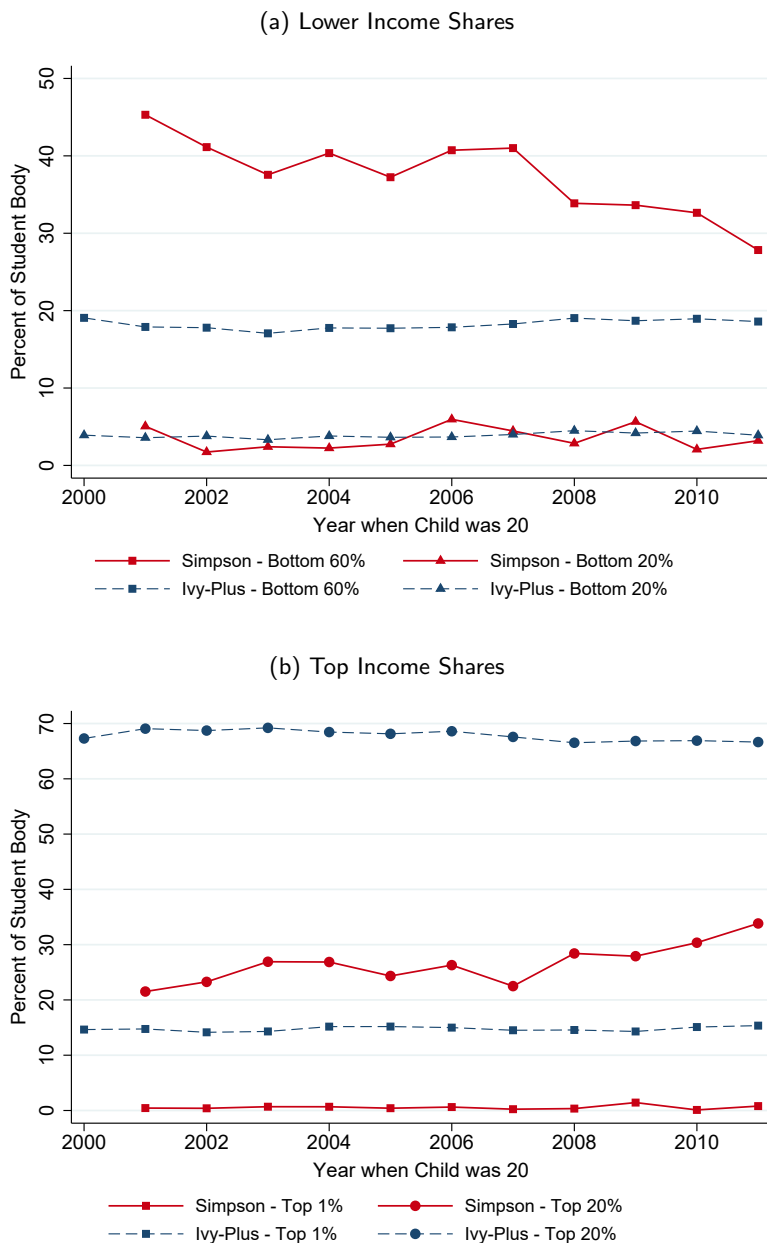 (a) Lower Income Shares
Percent of Student Body
50
40
30
20
10
0
2000 2002 2004 2006 2008 2010
Year when Child was 20
Simpson - Bottom 60% Simpson - Bottom 20%
Ivy-Plus - Bottom 60% Ivy-Plus - Bottom 20%
(b) Top Income Shares
Percent of Student Body
70
60
50
40
30
20
10
0
2000 2002 2004 2006 2008 2010
Year when Child was 20
Simpson - Top 1% Simpson - Top 20%
Ivy-Plus - Top 1% Ivy-Plus - Top 20%